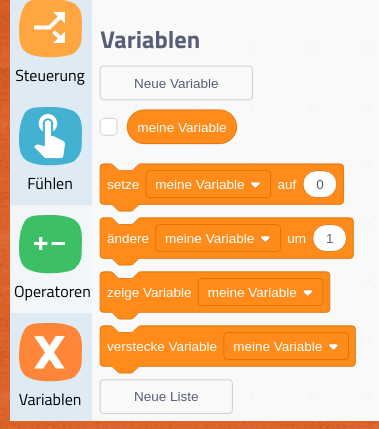 Steuerung
Fühlen
Operatoren
X
Variablen
Variablen
Neue Variable
meine Variable
setze meine Variable auf 0
ändere meine Variable um 1
zeige Variable meine Variable
verstecke Variable meine Variable
Neue Liste